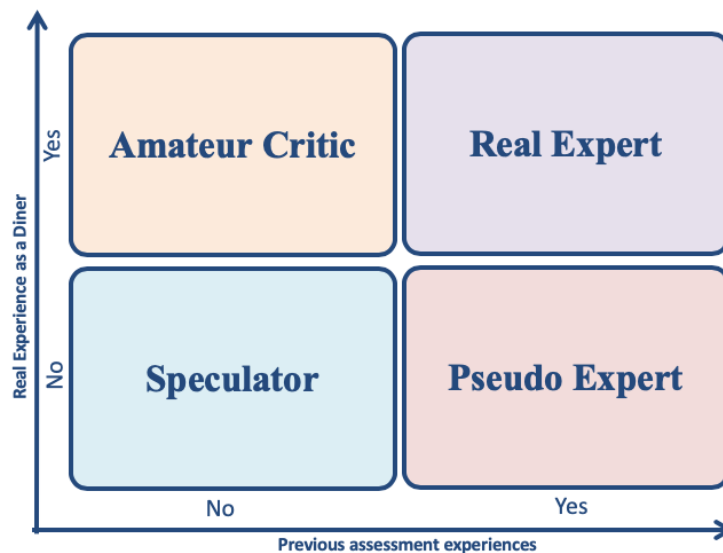 Real Experience as a Diner
Yes
Amateur Critic
Real Expert
No
Speculator
Pseudo Expert
No
Yes
Previous assessment experiences